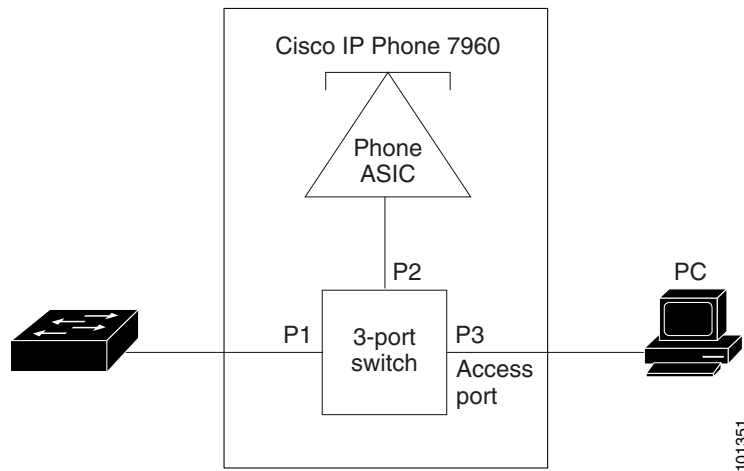 Cisco IP Phone 7960
Phone
ASIC
P2
PC
P1
3-port
switch
P3
Access
port
101351